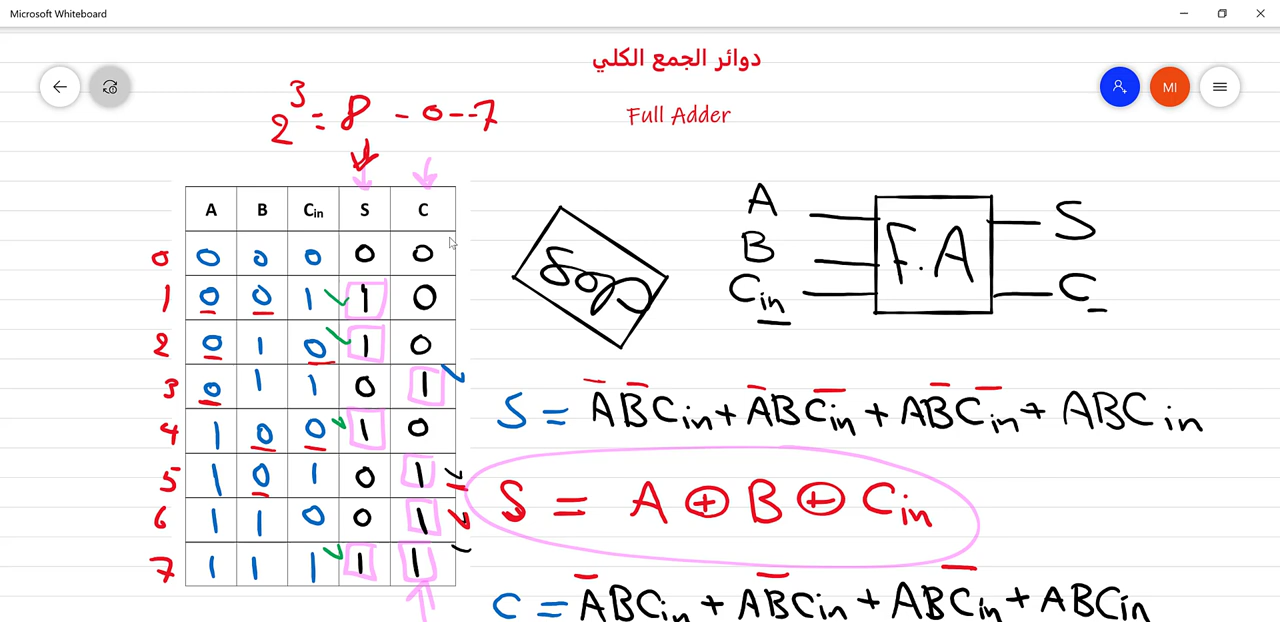 Microsoft Whiteboard
دوائر الجمع الكلي
Full Adder
MI
2³ = 8 - 0--7
A B Cin S C
0 0 0 0 0 0
1 0 0 1 1 0
2 0 1 0 1 0
3 0 1 1 0 1
4 1 0 0 1 0
5 1 0 1 0 1
6 1 1 0 0 1
7 1 1 1 1 1
SOP
A
B
Cin
F.A
S
C
S = A̅B̅Cin + A̅BC̅in + AB̅C̅in + ABCin
S = A ⊕ B ⊕ Cin
C = A̅BCin + AB̅Cin + ABC̅in + ABCin